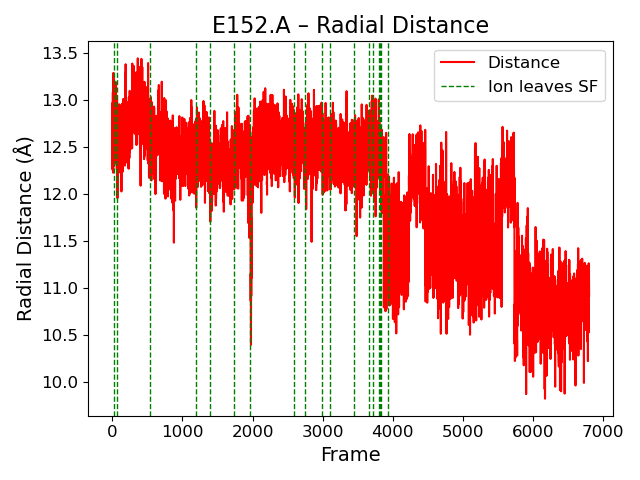 E152.A – Radial Distance
Radial Distance (Å)
13.5
13.0
12.5
12.0
11.5
11.0
10.5
10.0
Distance
Ion leaves SF
0 1000 2000 3000 4000 5000 6000 7000
Frame